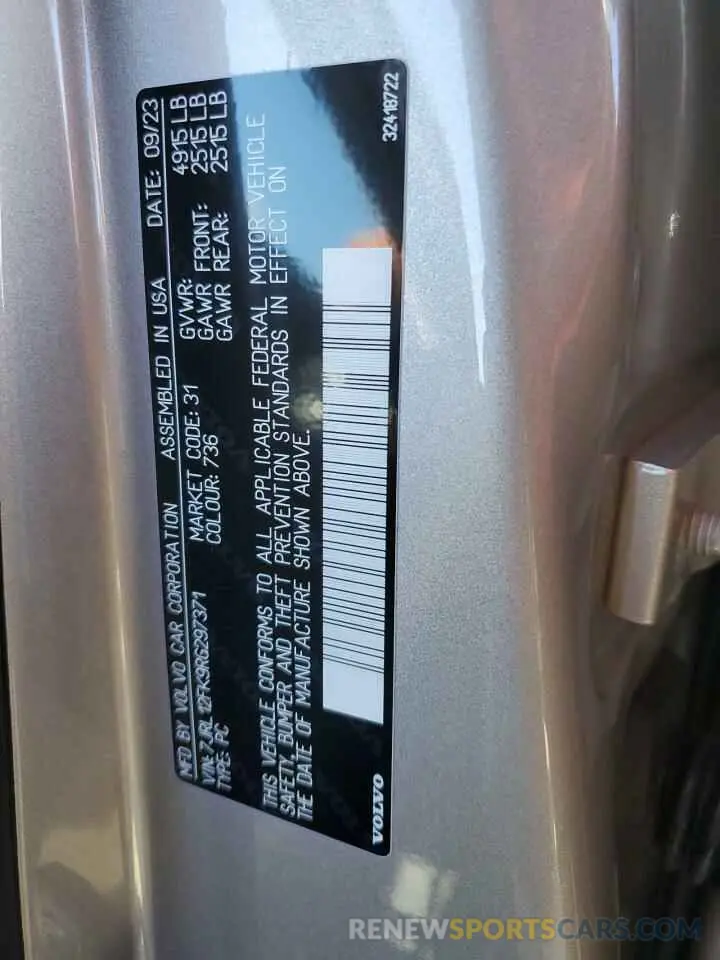 MFD BY VOLVO CAR CORPORATION ASSEMBLED IN USA DATE: 09/23
VIN: 7JRL12FK9RG297371 MARKET CODE: 31 GVWR: 4915 LB
TYPE: PC COLOUR: 736 GAWR FRONT: 2515 LB
GAWR REAR: 2515 LB
THIS VEHICLE CONFORMS TO ALL APPLICABLE FEDERAL MOTOR VEHICLE
SAFETY, BUMPER AND THEFT PREVENTION STANDARDS IN EFFECT ON
THE DATE OF MANUFACTURE SHOWN ABOVE.
VOLVO 32418722
RENEWSPORTSCARS.COM